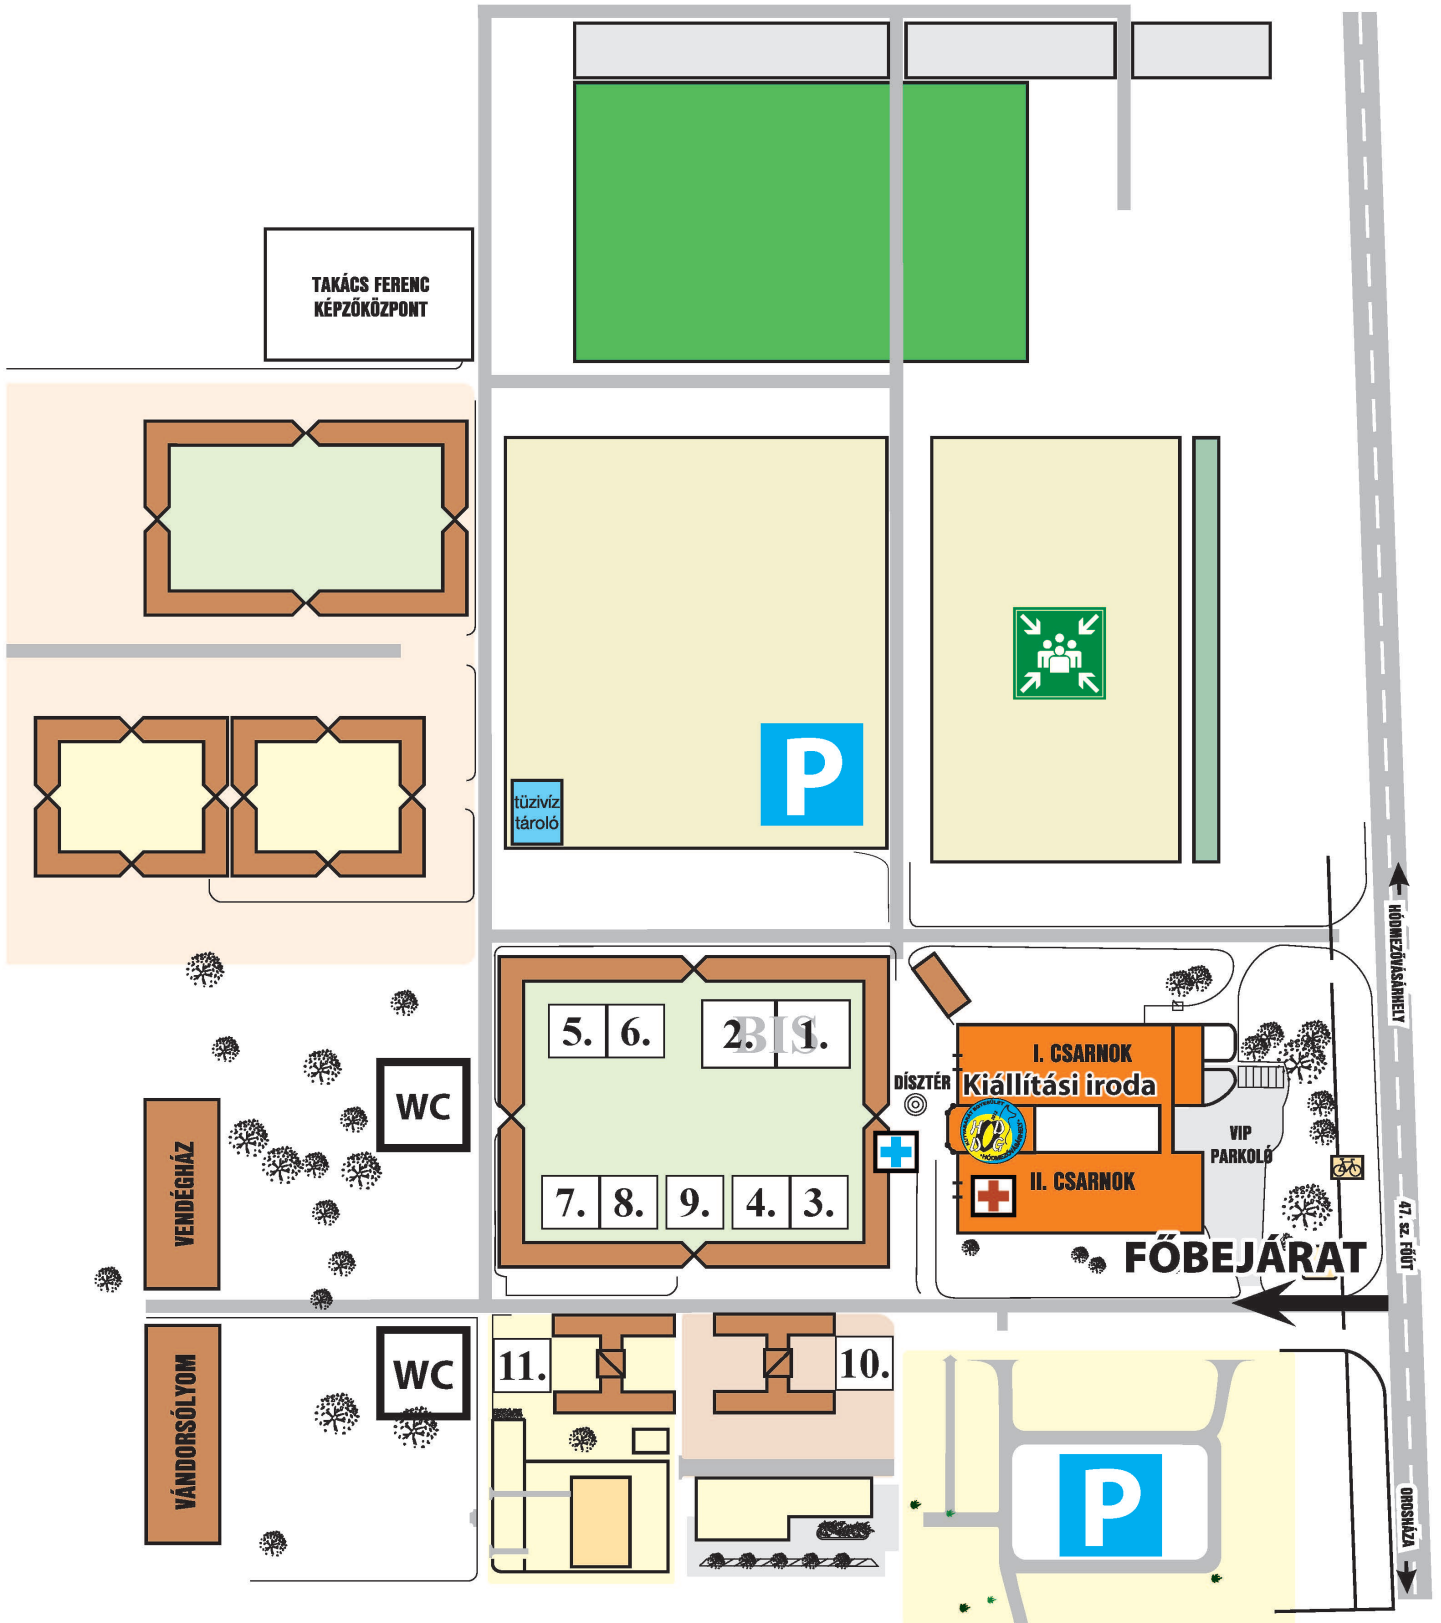 TAKÁCS FERENC
KÉPZŐKÖZPONT
P
tüzivíz
tároló
HÓDMEZŐVÁSÁRHELY
5.
6.
2.
1.
BIS
I. CSARNOK
DÍSZTÉR
Kiállítási iroda
WC
VIP
PARKOLÓ
VENDÉGHÁZ
7.
8.
9.
4.
3.
II. CSARNOK
47. sz. FŐÚT
FŐBEJÁRAT
11.
10.
WC
VÁNDORSÓLYOM
P
OROSHÁZA